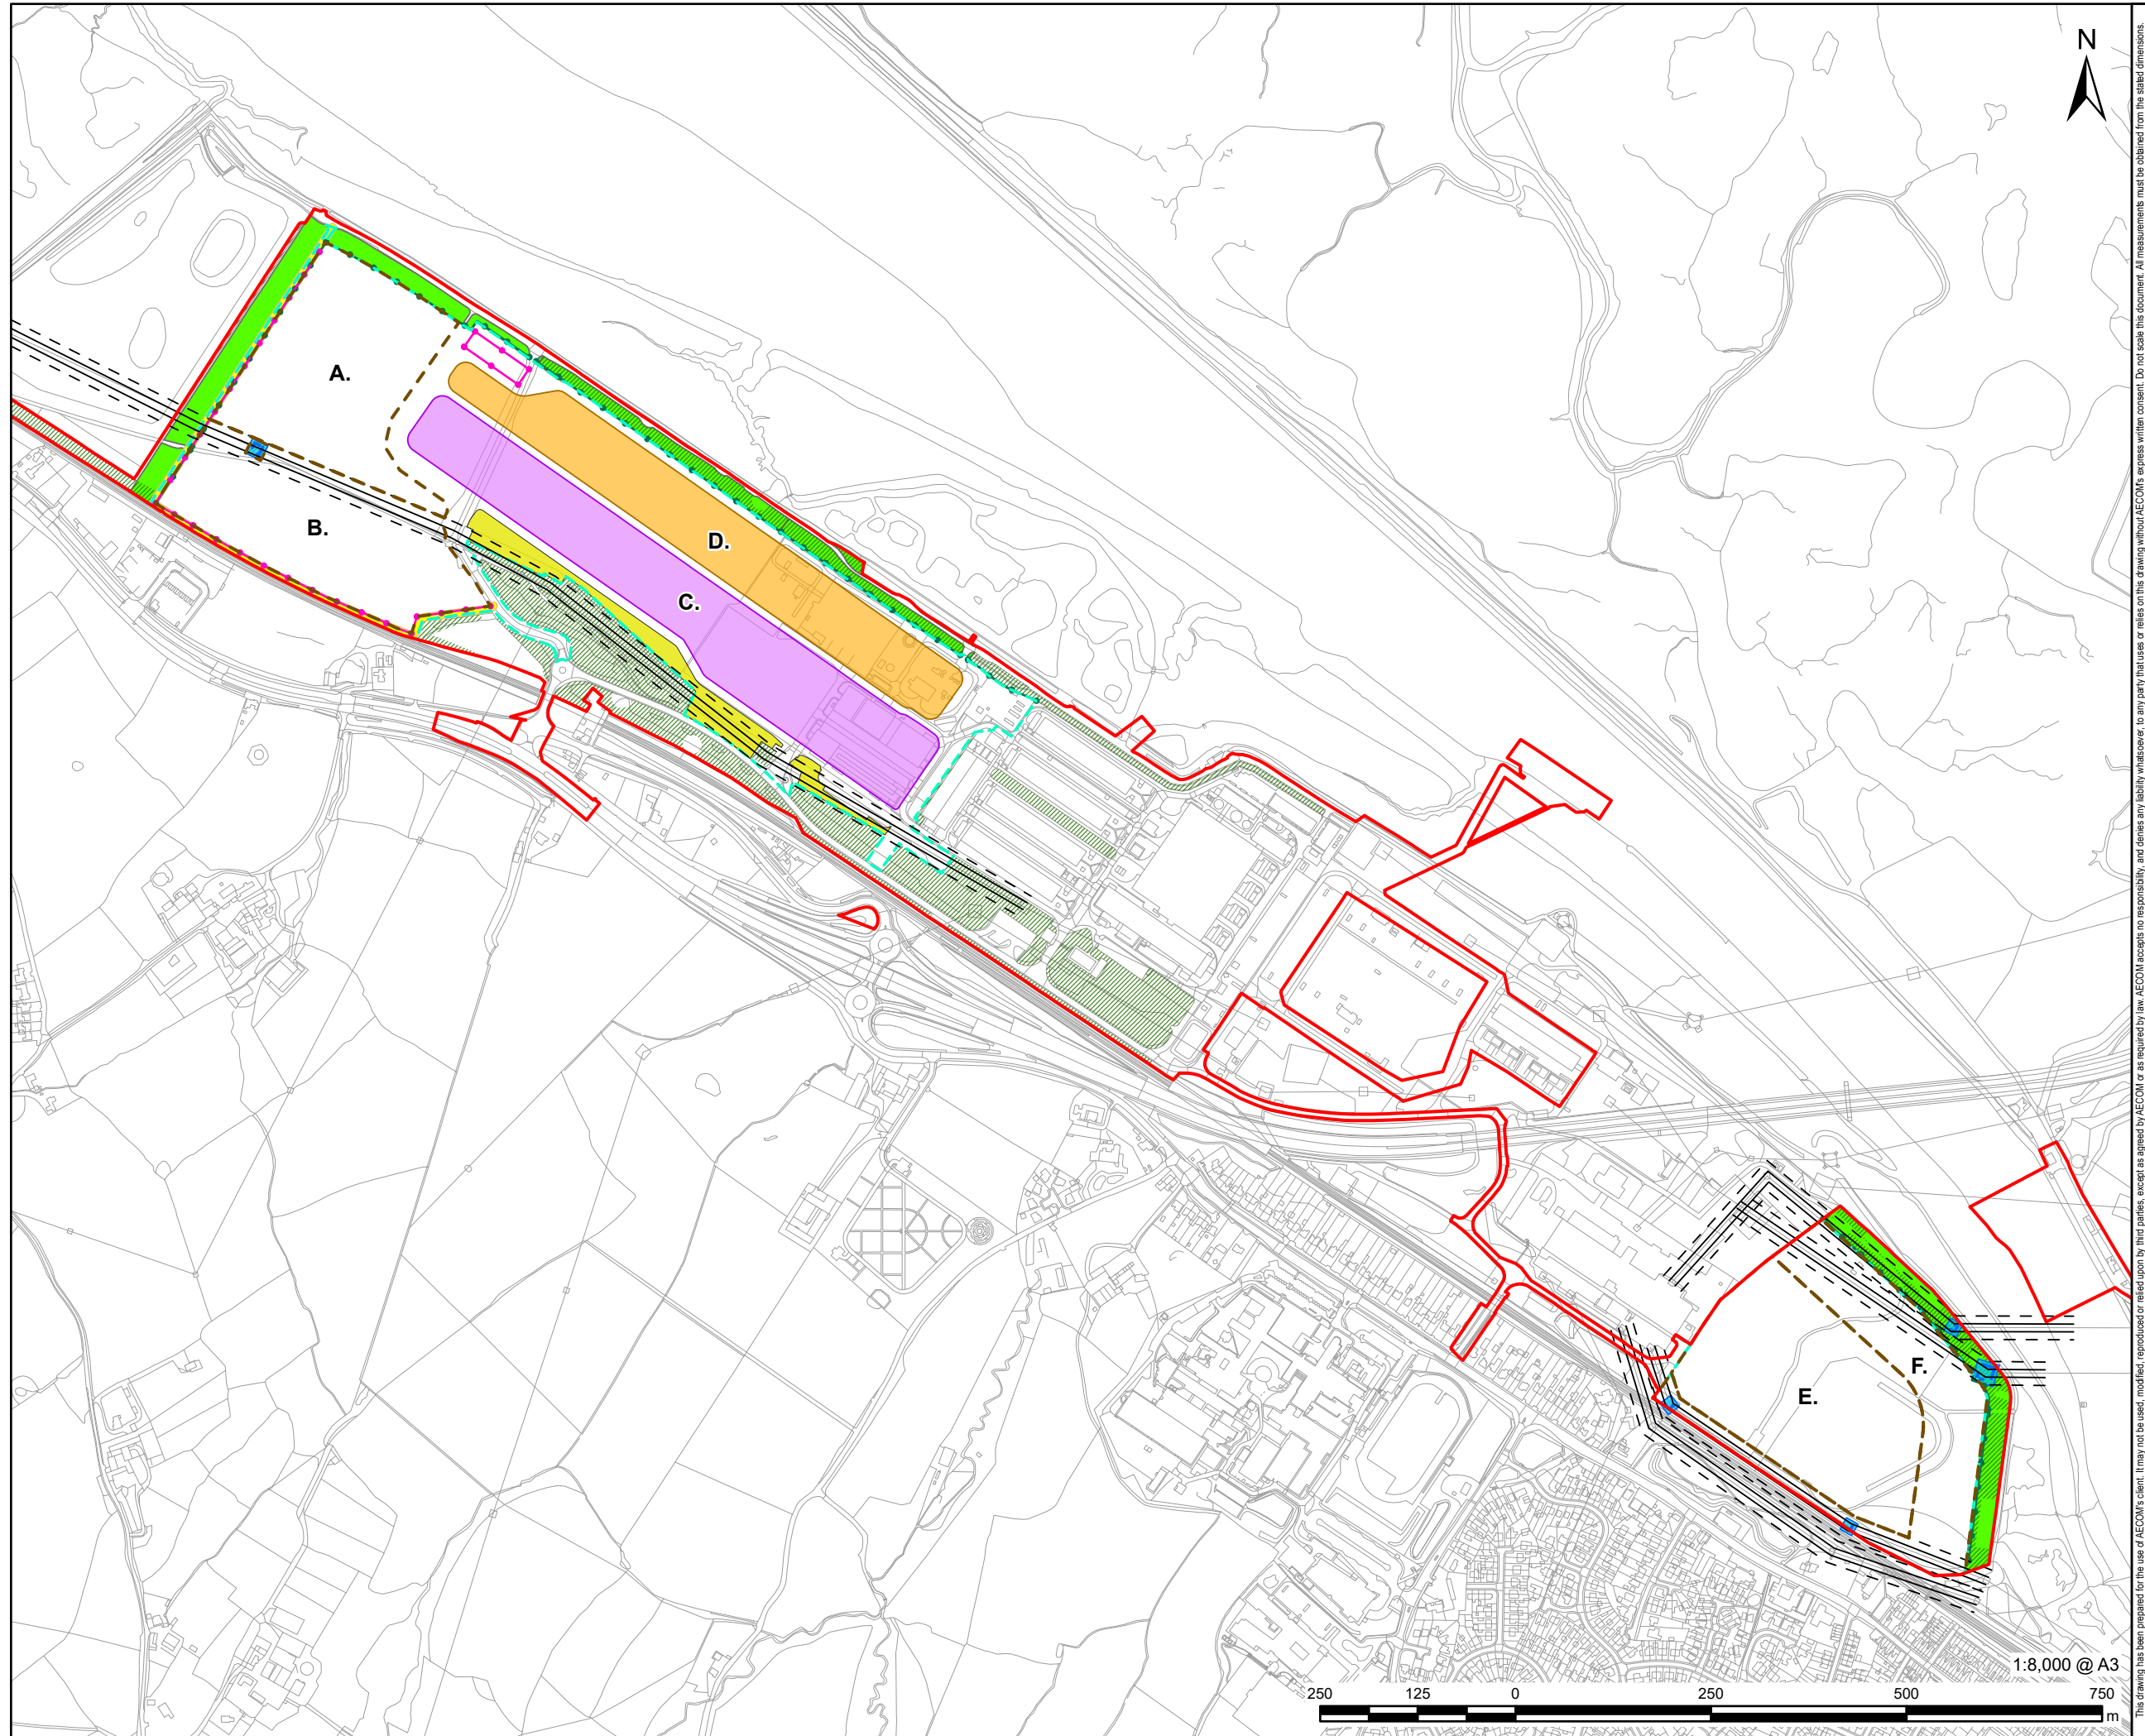 N
A.
B.
C.
D.
E.
F.
1:8,000 @ A3
250 125 0 250 500 750
m
This drawing has been prepared for the use of AECOM's client. It may not be used, modified, reproduced or relied upon by third parties, except as agreed by AECOM or as required by law. AECOM accepts no responsibility, and denies any liability whatsoever, to any party that uses or relies on this drawing without AECOM's express written consent. Do not scale this document. All measurements must be obtained from the stated dimensions.